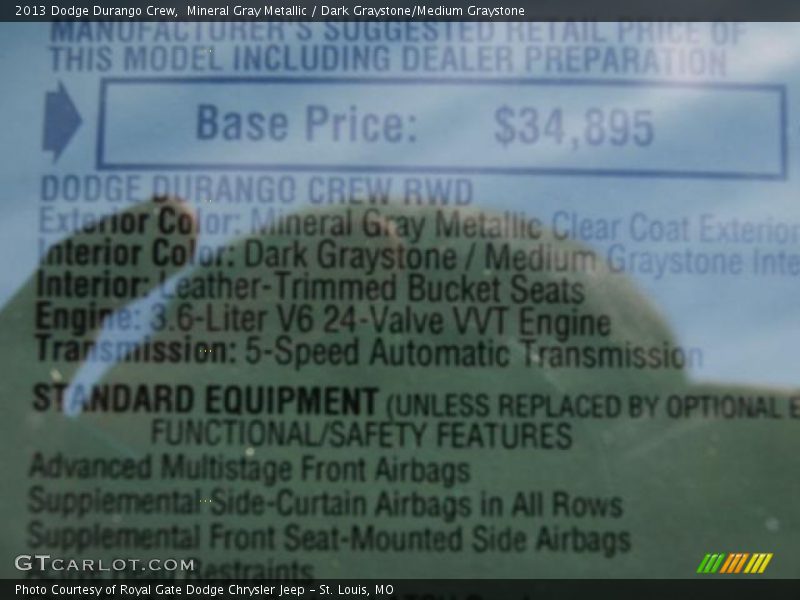 2013 Dodge Durango Crew, Mineral Gray Metallic / Dark Graystone/Medium Graystone
MANUFACTURER'S SUGGESTED RETAIL PRICE OF
THIS MODEL INCLUDING DEALER PREPARATION
Base Price: $34,895
DODGE DURANGO CREW RWD
Exterior Color: Mineral Gray Metallic Clear Coat Exterior
Interior Color: Dark Graystone / Medium Graystone Inte
Interior: Leather-Trimmed Bucket Seats
Engine: 3.6-Liter V6 24-Valve VVT Engine
Transmission: 5-Speed Automatic Transmission
STANDARD EQUIPMENT (UNLESS REPLACED BY OPTIONAL E
FUNCTIONAL/SAFETY FEATURES
Advanced Multistage Front Airbags
Supplemental Side-Curtain Airbags in All Rows
Supplemental Front Seat-Mounted Side Airbags
Restraints
GTCARLOT.COM
Photo Courtesy of Royal Gate Dodge Chrysler Jeep – St. Louis, MO